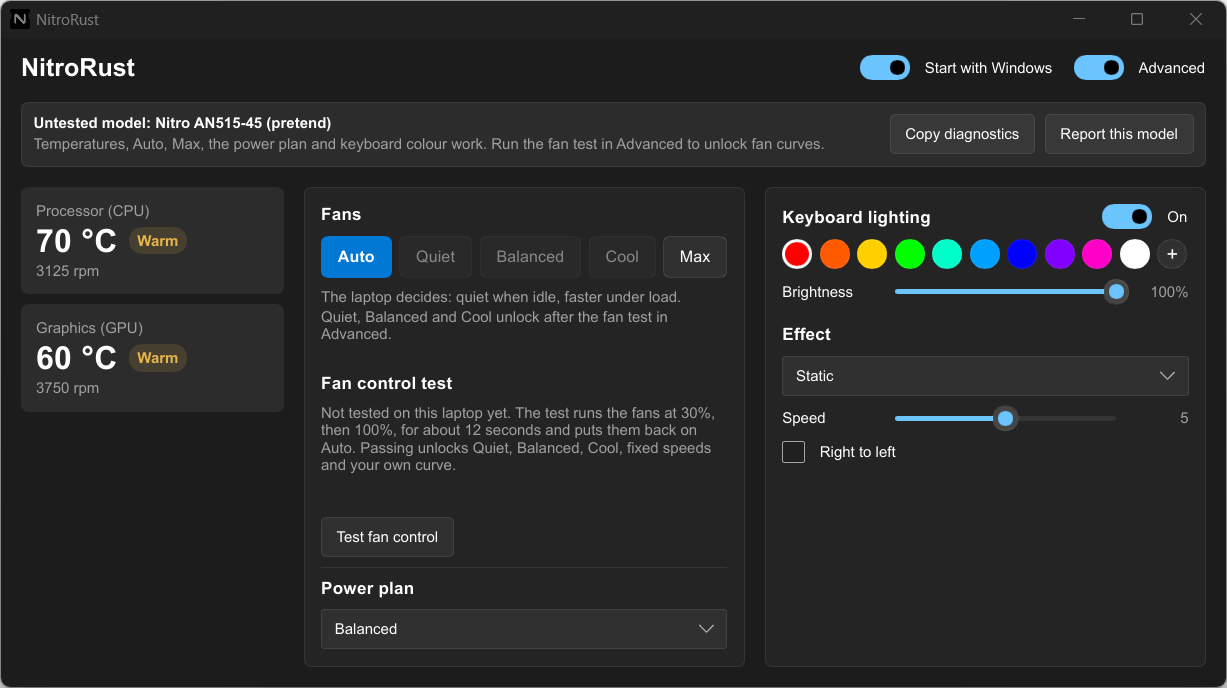 NitroRust
NitroRust
Start with Windows
Advanced
Untested model: Nitro AN515-45 (pretend)
Temperatures, Auto, Max, the power plan and keyboard colour work. Run the fan test in Advanced to unlock fan curves.
Copy diagnostics
Report this model
Processor (CPU)
70 °C Warm
3125 rpm
Graphics (GPU)
60 °C Warm
3750 rpm
Fans
Auto Quiet Balanced Cool Max
The laptop decides: quiet when idle, faster under load.
Quiet, Balanced and Cool unlock after the fan test in
Advanced.
Fan control test
Not tested on this laptop yet. The test runs the fans at 30%,
then 100%, for about 12 seconds and puts them back on
Auto. Passing unlocks Quiet, Balanced, Cool, fixed speeds
and your own curve.
Test fan control
Power plan
Balanced
Keyboard lighting On
+
Brightness 100%
Effect
Static
Speed 5
Right to left